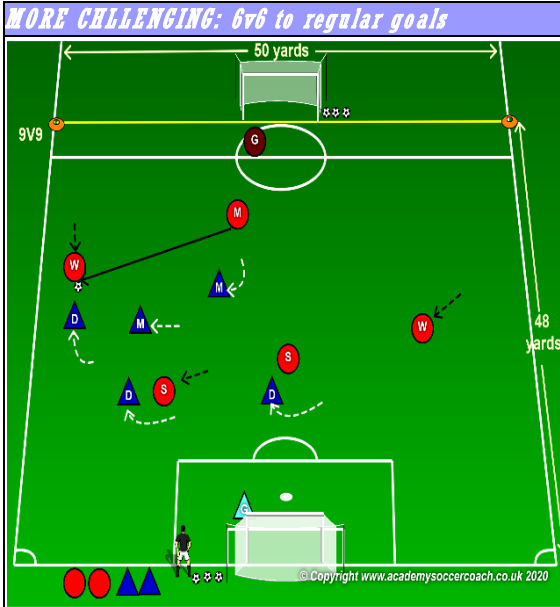 MORE CHLLENGING: 6v6 to regular goals
50 yards
9V9
G
M
W
M
D
M
W
48
yards
S
S
D
D
G
© Copyright www.academysoccercoach.co.uk 2020